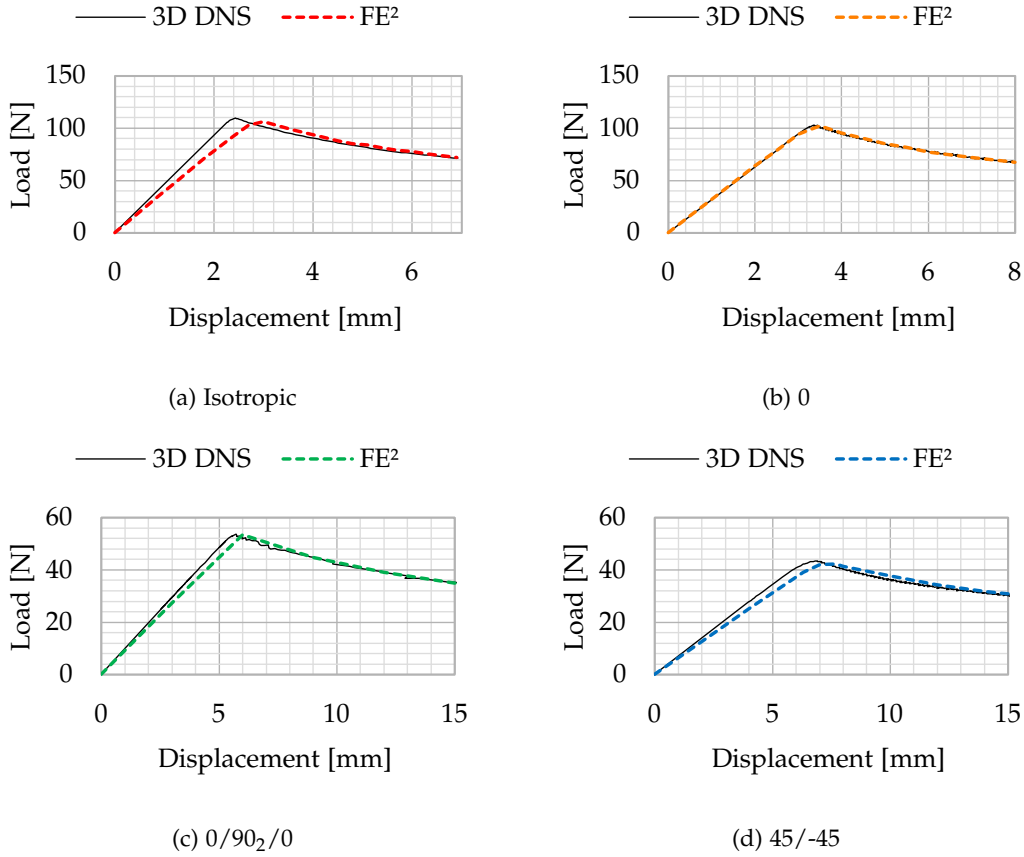 3D DNS FE²
3D DNS FE²
150
100
50
0
Load [N]
0 2 4 6
Displacement [mm]
150
100
50
0
Load [N]
0 2 4 6 8
Displacement [mm]
(a) Isotropic
(b) 0
3D DNS FE²
3D DNS FE²
60
40
20
0
Load [N]
0 5 10 15
Displacement [mm]
60
40
20
0
Load [N]
0 5 10 15
Displacement [mm]
(c) 0/90₂/0
(d) 45/-45